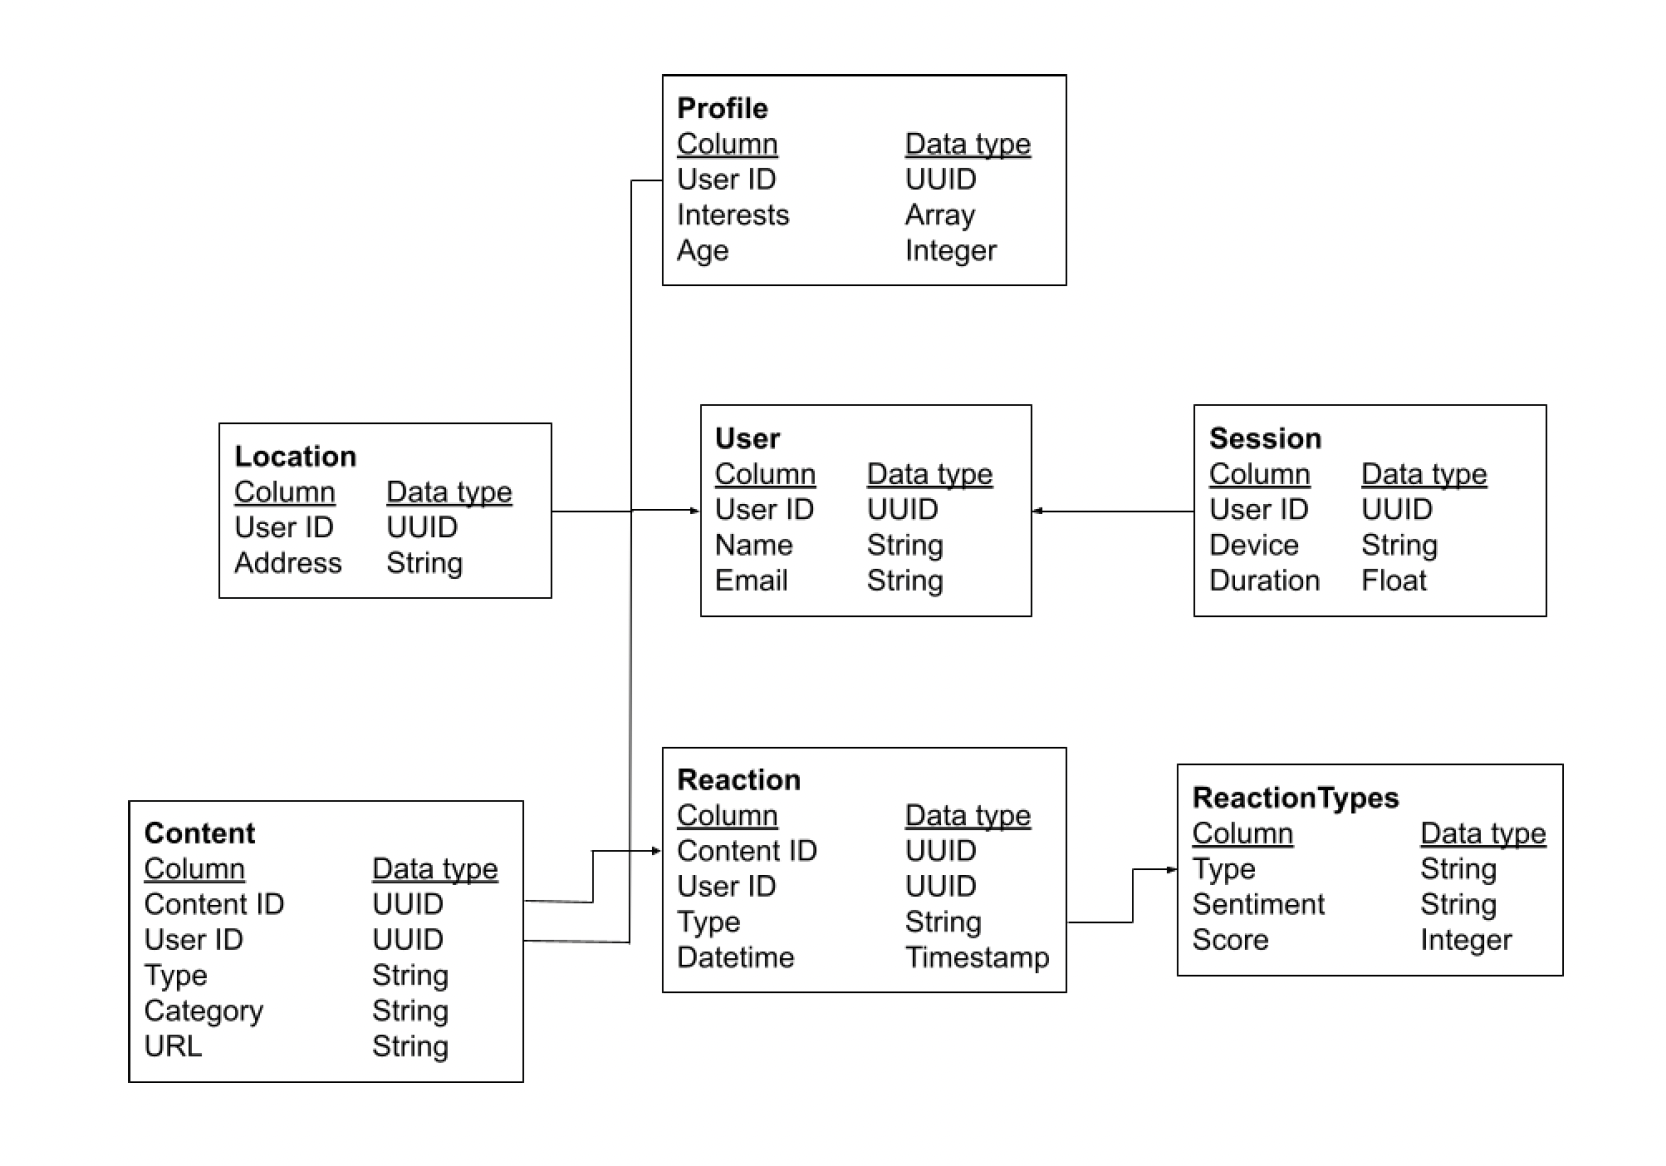 Profile
Column Data type
User ID UUID
Interests Array
Age Integer
Location
Column Data type
User ID UUID
Address String
User
Column Data type
User ID UUID
Name String
Email String
Session
Column Data type
User ID UUID
Device String
Duration Float
Content
Column Data type
Content ID UUID
User ID UUID
Type String
Category String
URL String
Reaction
Column Data type
Content ID UUID
User ID UUID
Type String
Datetime Timestamp
ReactionTypes
Column Data type
Type String
Sentiment String
Score Integer